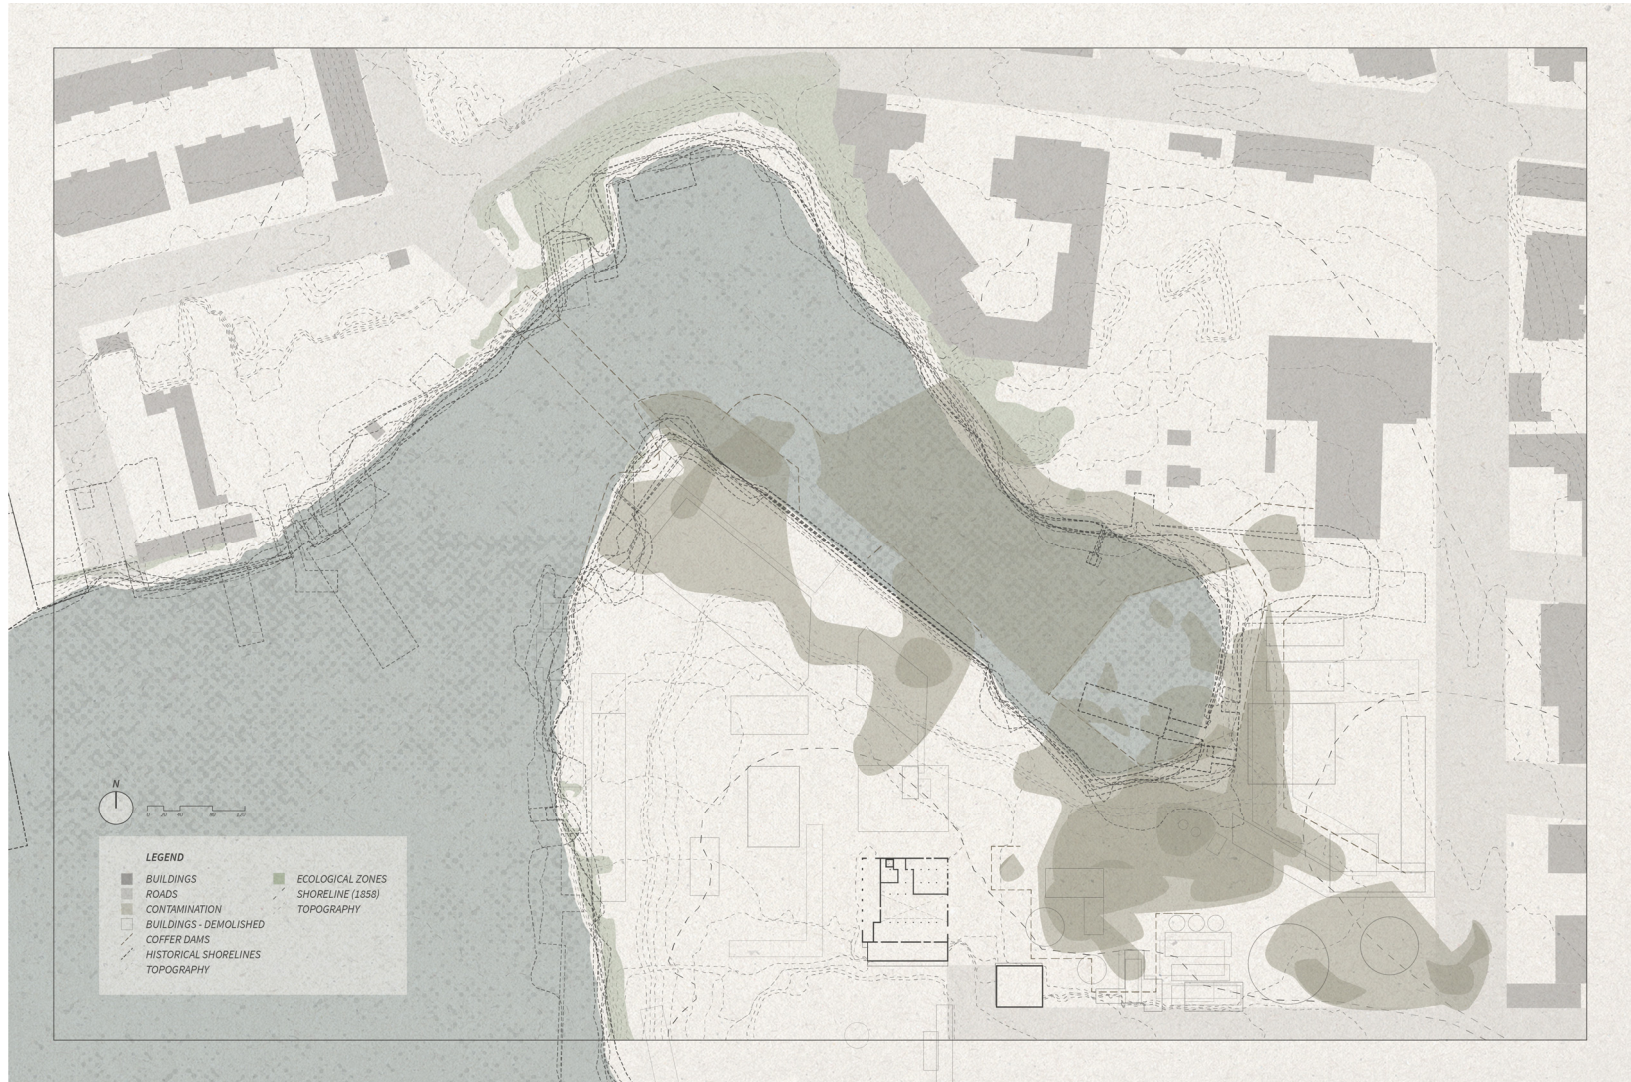 N
LEGEND
BUILDINGS
ROADS
CONTAMINATION
BUILDINGS - DEMOLISHED
COFFER DAMS
HISTORICAL SHORELINES
TOPOGRAPHY
ECOLOGICAL ZONES
SHORELINE (1858)
TOPOGRAPHY